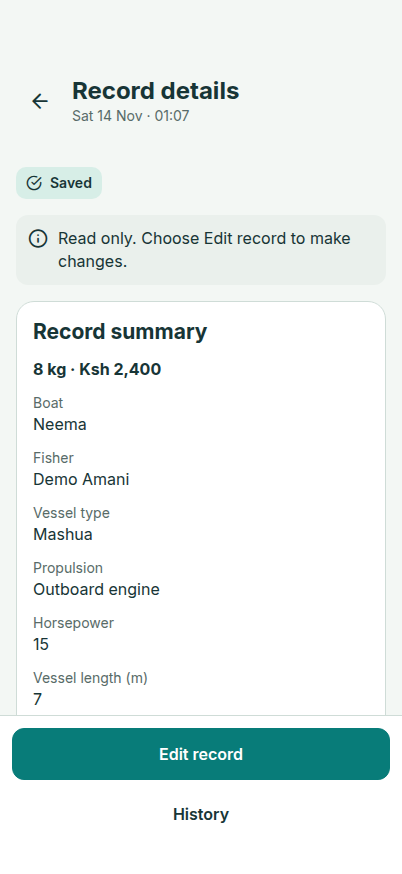 Record details
Sat 14 Nov · 01:07
Saved
Read only. Choose Edit record to make
changes.
Record summary
8 kg · Ksh 2,400
Boat
Neema
Fisher
Demo Amani
Vessel type
Mashua
Propulsion
Outboard engine
Horsepower
15
Vessel length (m)
7
Edit record
History